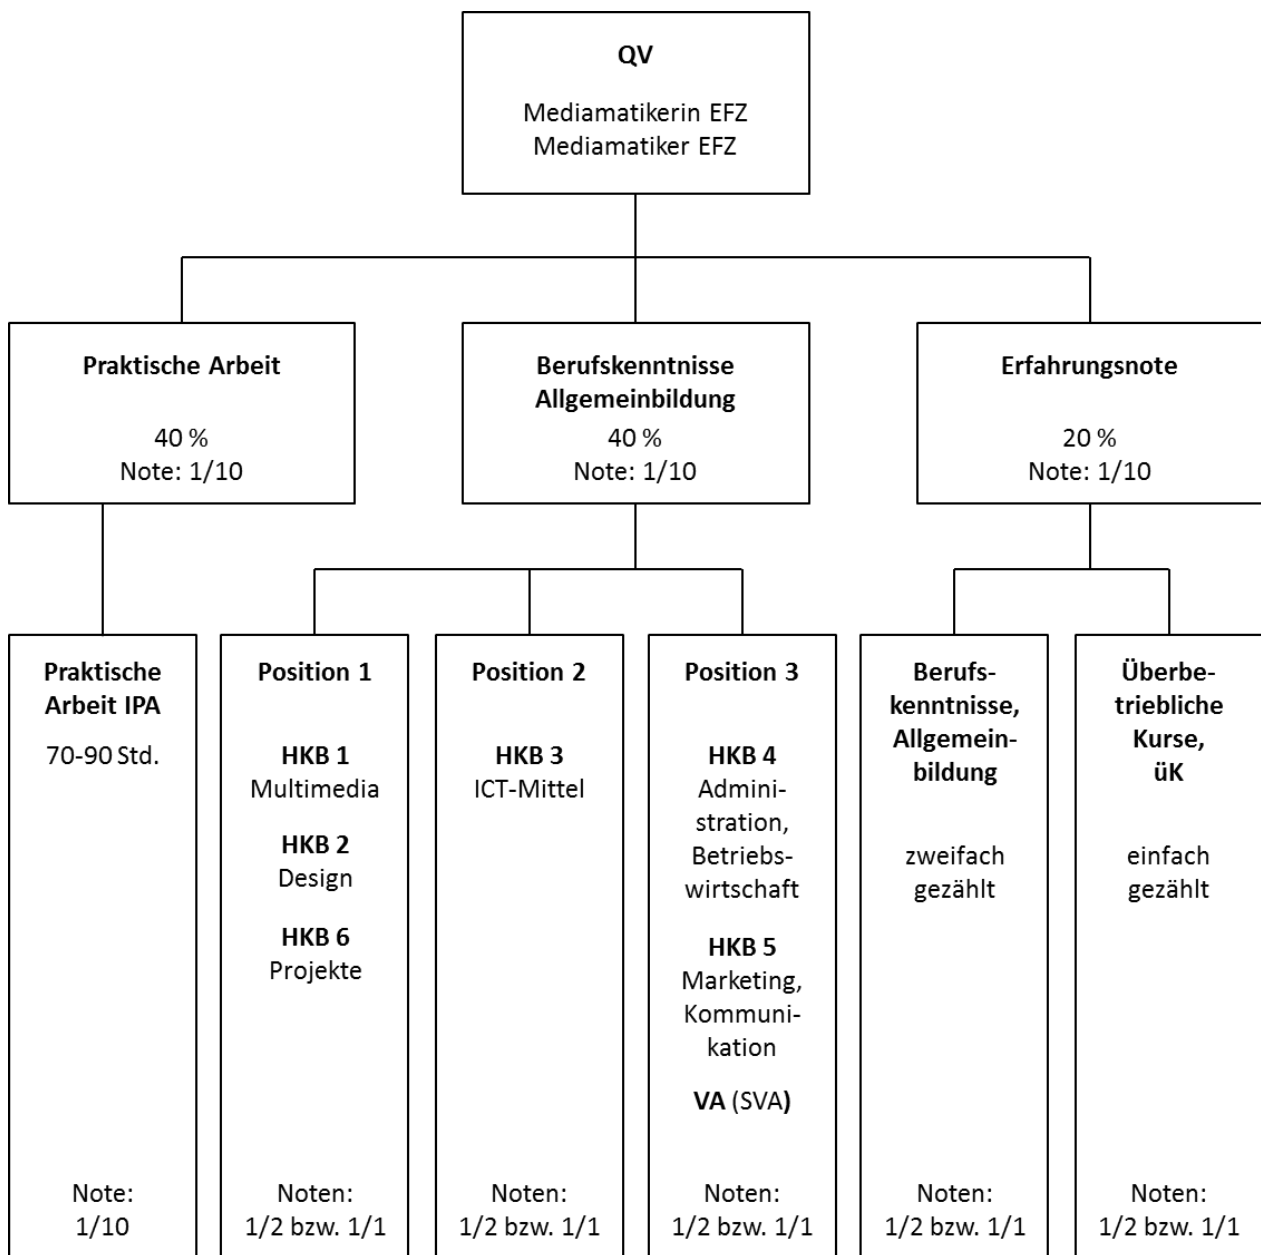 QV
Mediamatikerin EFZ
Mediamatiker EFZ
Praktische Arbeit
40 %
Note: 1/10
Berufskenntnisse
Allgemeinbildung
40 %
Note: 1/10
Erfahrungsnote
20 %
Note: 1/10
Praktische
Arbeit IPA
70-90 Std.
Note:
1/10
Position 1
HKB 1
Multimedia
HKB 2
Design
HKB 6
Projekte
Noten:
1/2 bzw. 1/1
Position 2
HKB 3
ICT-Mittel
Noten:
1/2 bzw. 1/1
Position 3
HKB 4
Admini-
stration,
Betriebs-
wirtschaft
HKB 5
Marketing,
Kommuni-
kation
VA (SVA)
Noten:
1/2 bzw. 1/1
Berufs-
kenntnisse,
Allgemein-
bildung
zweifach
gezählt
Noten:
1/2 bzw. 1/1
Überbe-
triebliche
Kurse,
üK
einfach
gezählt
Noten:
1/2 bzw. 1/1